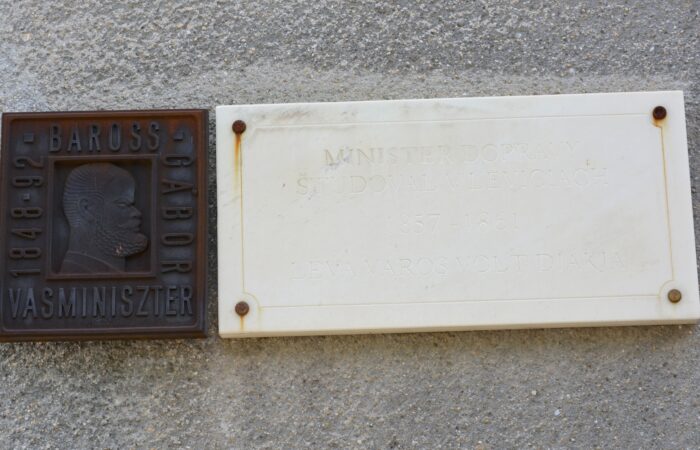 BAROSS
GÁBOR
1848-92
VASMINISZTER
MINISTER DOPRAVY
ŠTUDOVAL V LEVICIACH
1857-1861
LÉVA VÁROS VOLT DIÁKJA